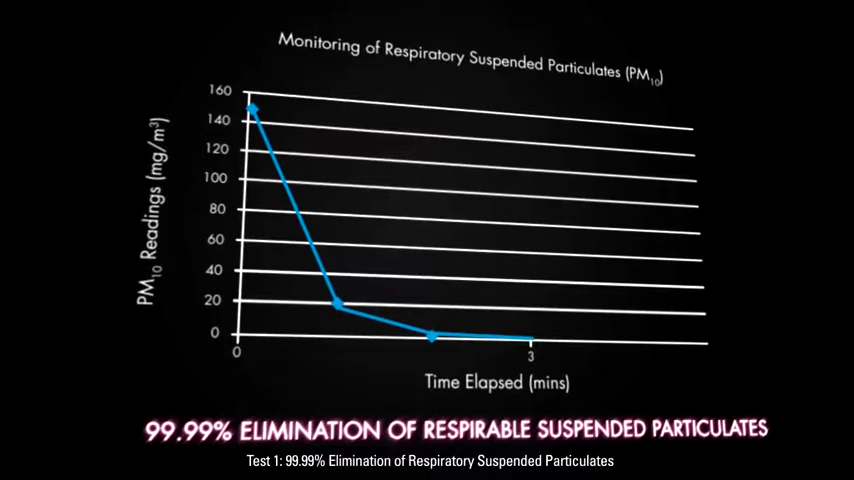 Monitoring of Respiratory Suspended Particulates (PM₁₀)
160
140
120
100
80
60
40
20
0
PM₁₀ Readings (mg/m³)
0
3
Time Elapsed (mins)
99.99% ELIMINATION OF RESPIRABLE SUSPENDED PARTICULATES
Test 1: 99.99% Elimination of Respiratory Suspended Particulates